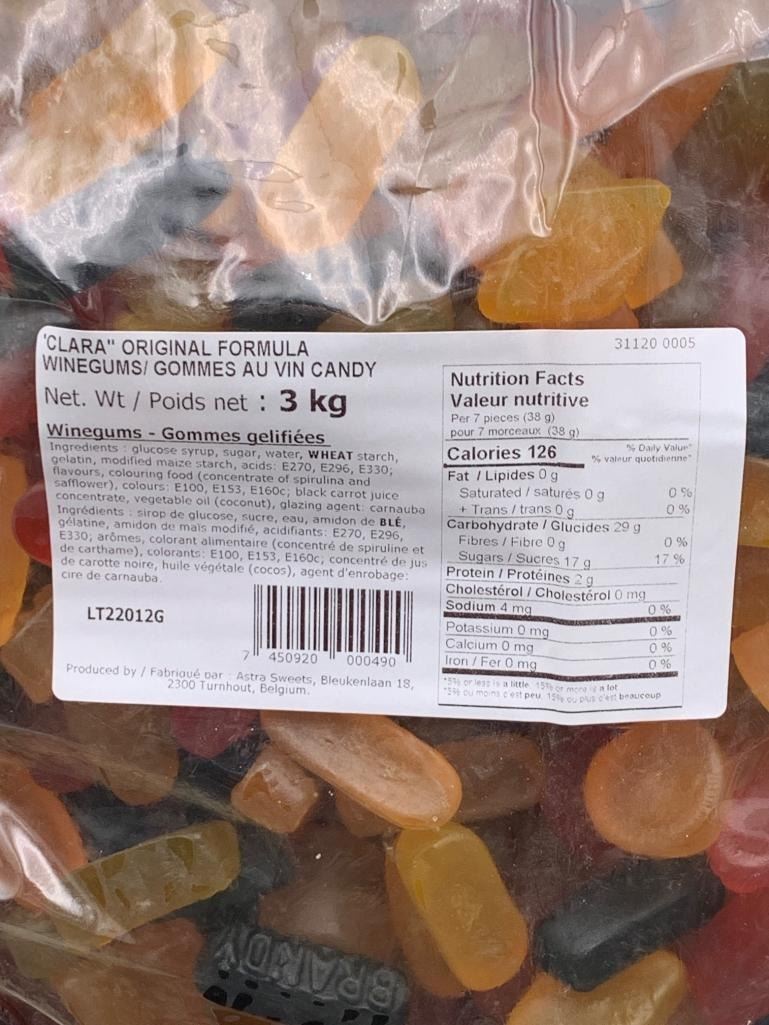 'CLARA" ORIGINAL FORMULA
WINEGUMS/ GOMMES AU VIN CANDY
Net. Wt / Poids net : 3 kg
Winegums - Gommes gelifiées
Ingredients : glucose syrup, sugar, water, WHEAT starch,
gelatin, modified maize starch, acids: E270, E296, E330;
flavours, colouring food (concentrate of spirulina and
safflower), colours: E100, E153, E160c; black carrot juice
concentrate, vegetable oil (coconut), glazing agent: carnauba
Ingrédients : sirop de glucose, sucre, eau, amidon de BLÉ,
gélatine, amidon de maïs modifié, acidifiants: E270, E296,
E330; arômes, colorant alimentaire (concentré de spiruline et
de carthame), colorants: E100, E153, E160c; concentré de jus
de carotte noire, huile végétale (cocos), agent d'enrobage:
cire de carnauba.
LT22012G
7 450920 000490
Produced by / Fabriqué par : Astra Sweets, Bleukenlaan 18,
2300 Turnhout, Belgium.
31120 0005
Nutrition Facts
Valeur nutritive
Per 7 pieces (38 g)
pour 7 morceaux (38 g)
Calories 126
% Daily Value*
% valeur quotidienne*
Fat / Lipides 0 g
Saturated / saturés 0 g 0 %
+ Trans / trans 0 g 0 %
Carbohydrate / Glucides 29 g
Fibres / Fibre 0 g 0 %
Sugars / Sucres 17 g 17 %
Protein / Protéines 2 g
Cholestérol / Cholestérol 0 mg
Sodium 4 mg 0 %
Potassium 0 mg 0 %
Calcium 0 mg 0 %
Iron / Fer 0 mg 0 %
*5% or less is a little 15% or more is a lot
*5% ou moins c'est peu, 15% ou plus c'est beaucoup
BRANDY